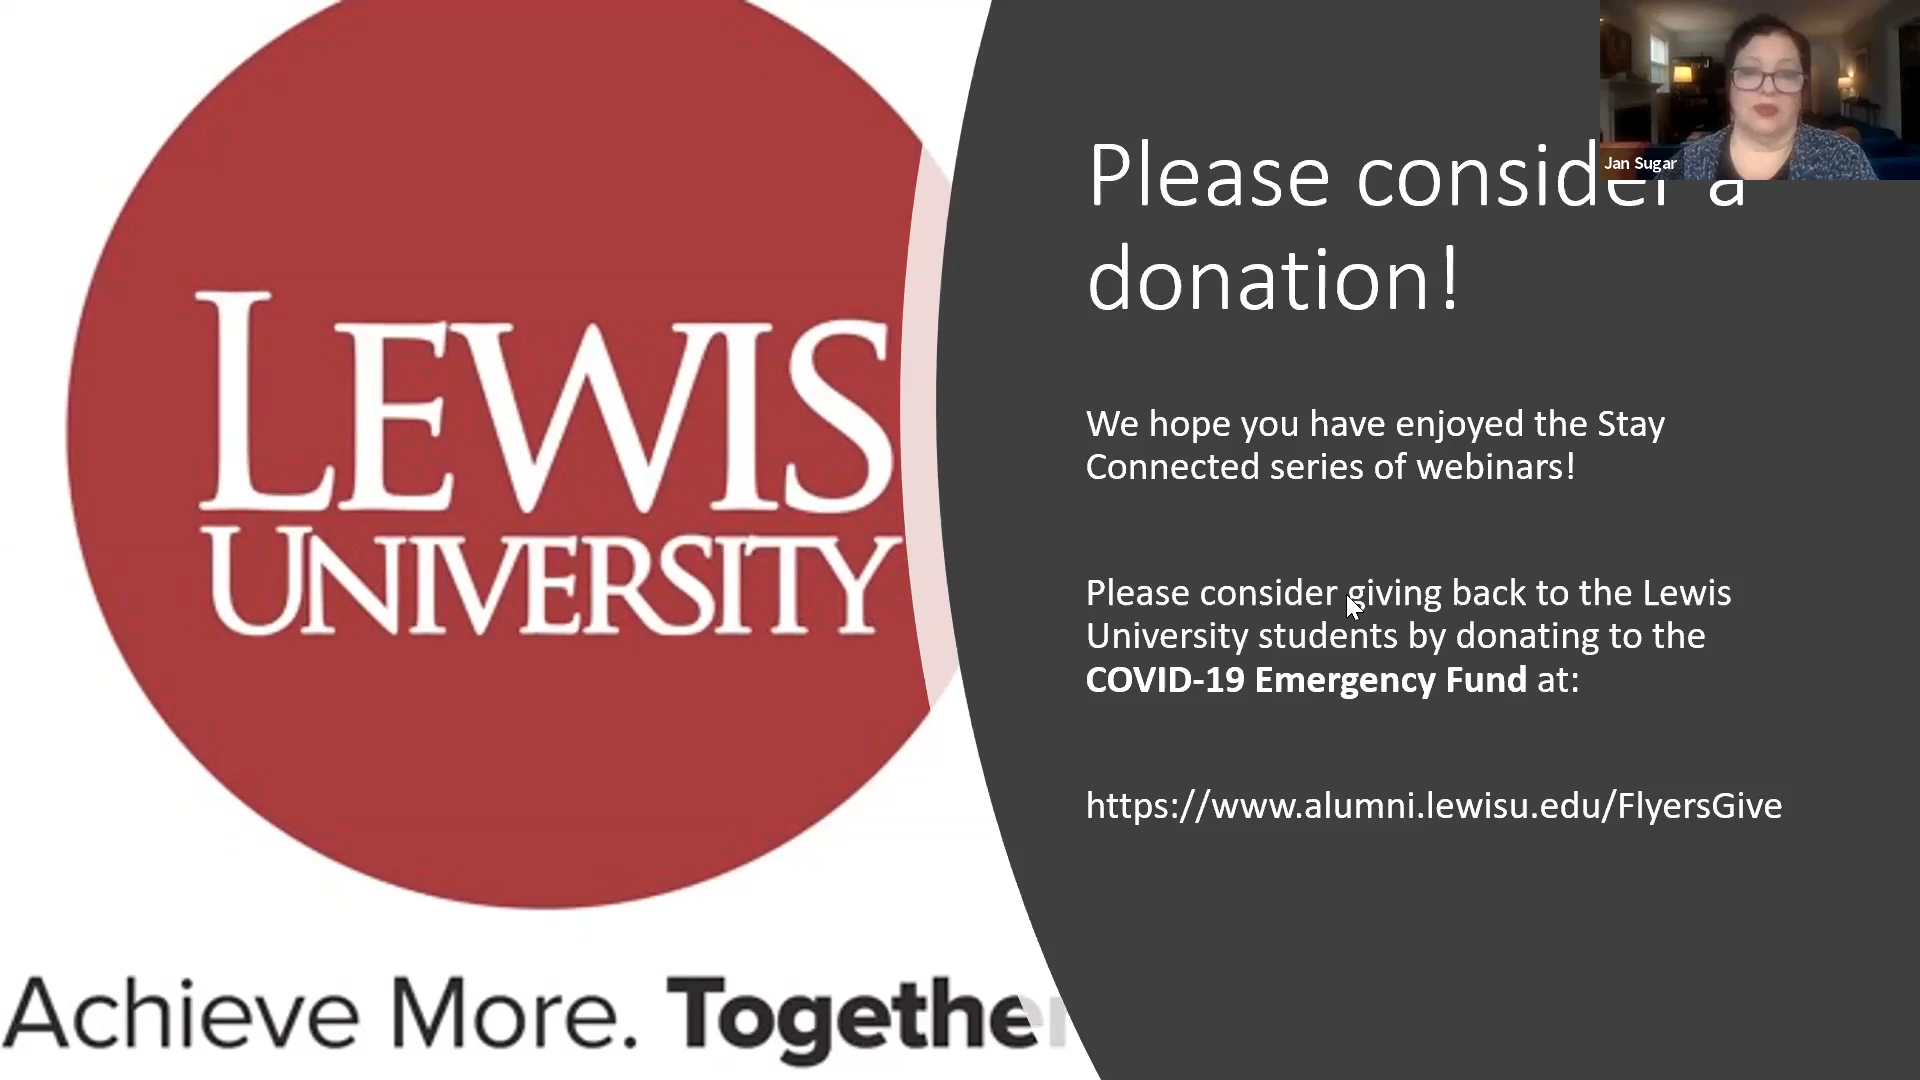 LEWIS
UNIVERSITY
Achieve More. Together
Please consider a
donation!
We hope you have enjoyed the Stay
Connected series of webinars!
Please consider giving back to the Lewis
University students by donating to the
COVID-19 Emergency Fund at:
https://www.alumni.lewisu.edu/FlyersGive
Jan Sugar